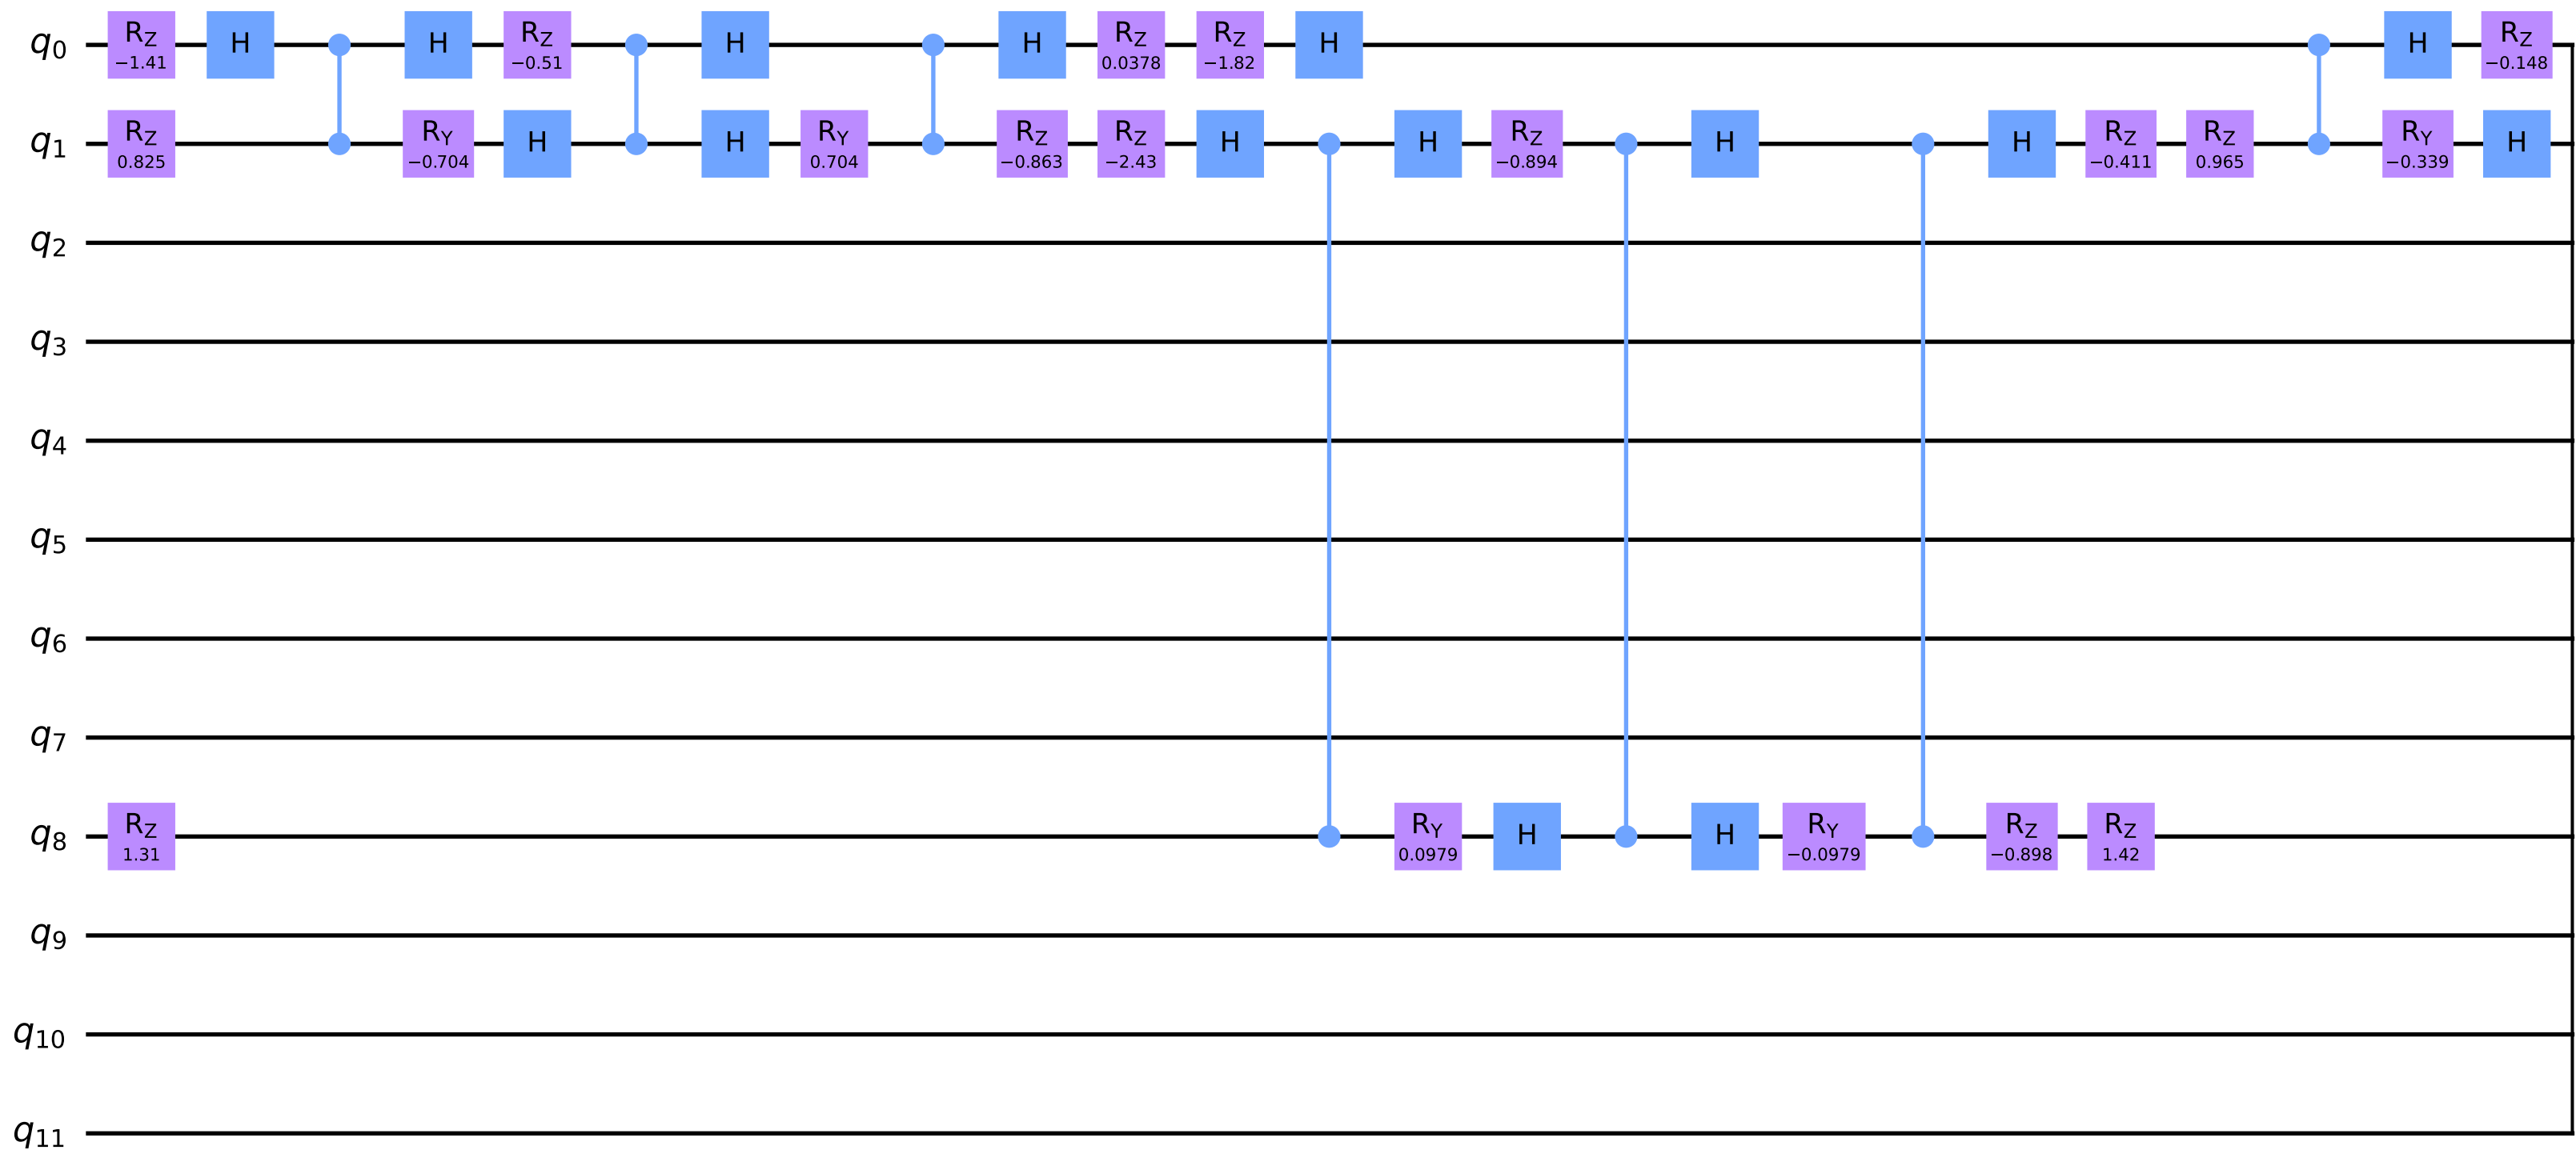 q0 RZ −1.41 H H RZ −0.51 H H RZ 0.0378 RZ −1.82 H H RZ −0.148
q1 RZ 0.825 RY −0.704 H H RY 0.704 RZ −0.863 RZ −2.43 H H RZ −0.894 H H RZ −0.411 RZ 0.965 RY −0.339 H
q2
q3
q4
q5
q6
q7
q8 RZ 1.31 RY 0.0979 H H RY −0.0979 RZ −0.898 RZ 1.42
q9
q10
q11